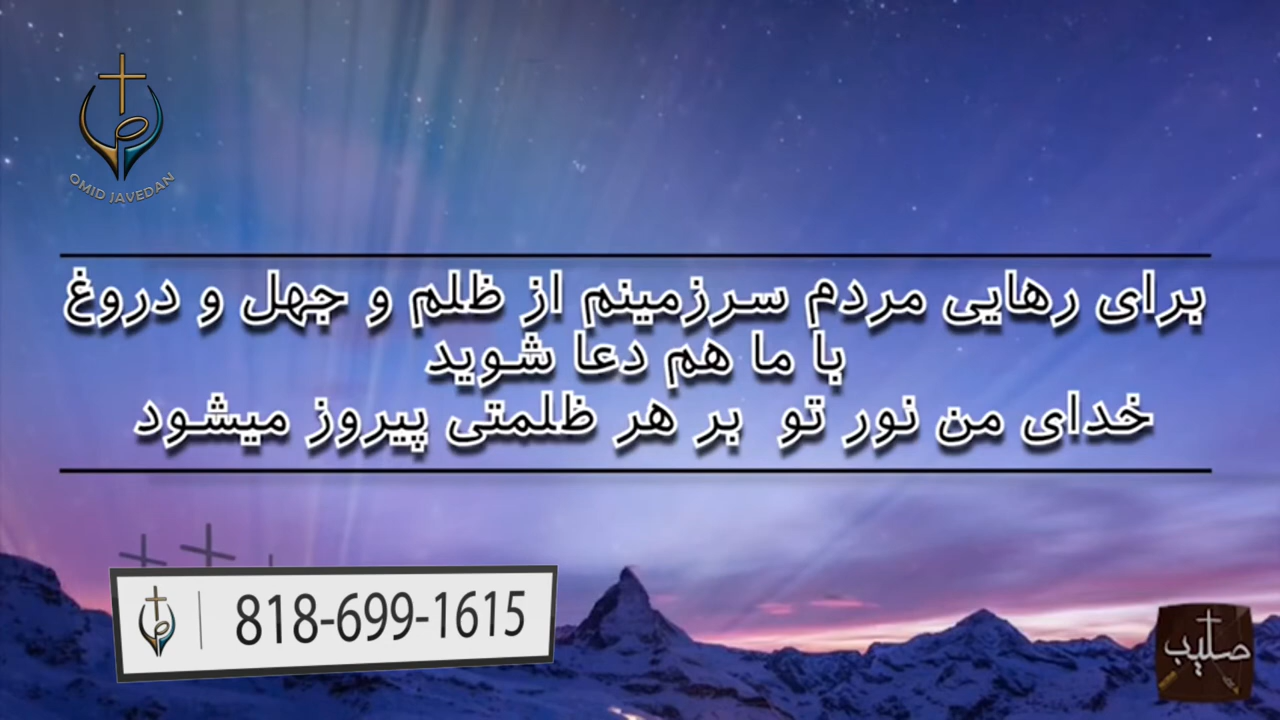 OMID JAVEDAN
برای رهایی مردم سرزمینم از ظلم و جهل و دروغ
با ما هم دعا شوید
خدای من نور تو بر هر ظلمتی پیروز میشود
818-699-1615
صلیب